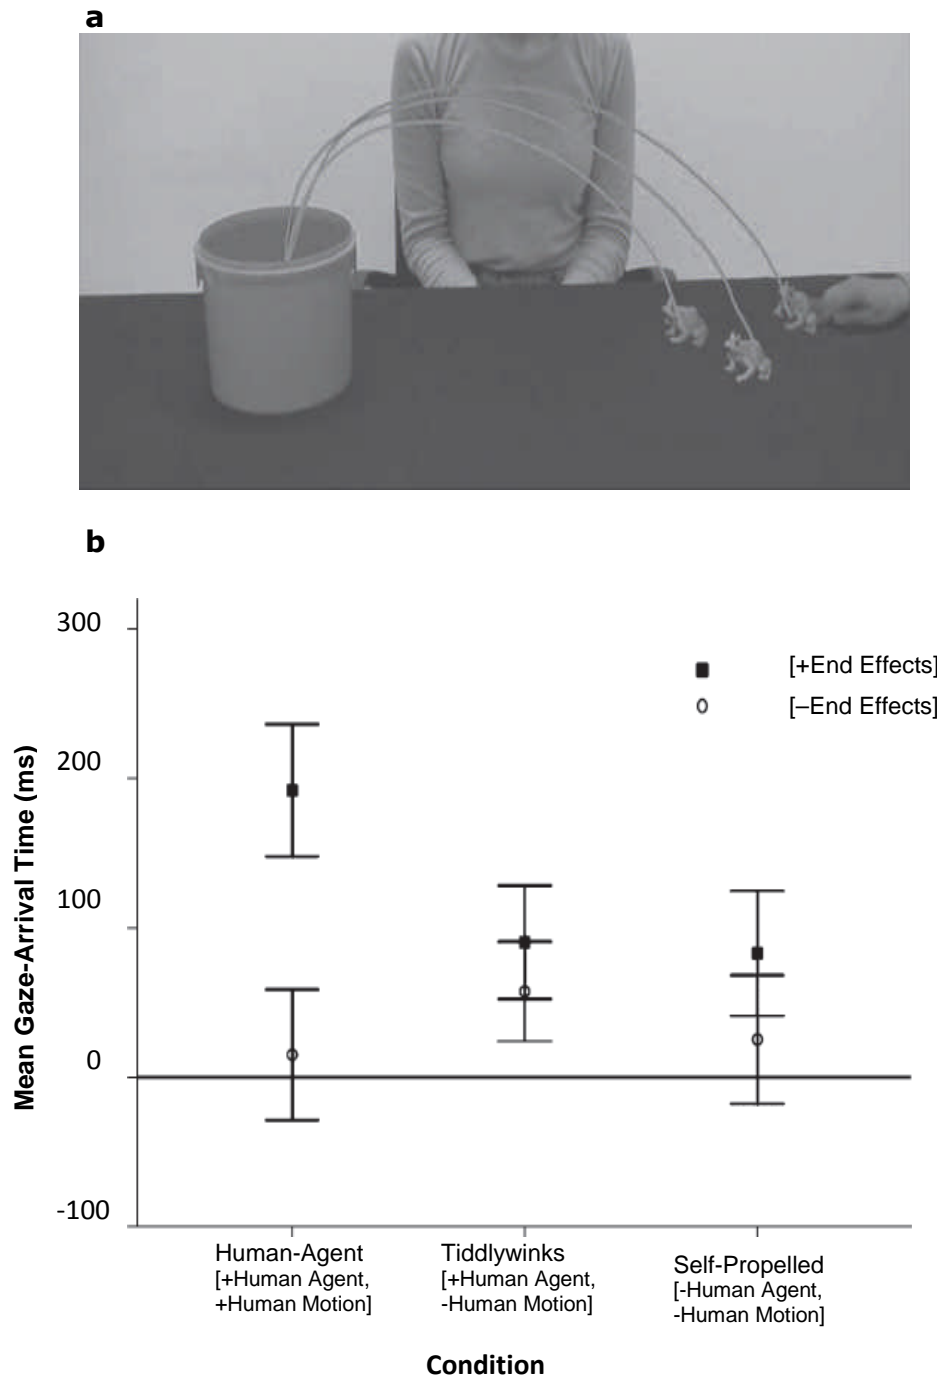 a
b
300
200
100
0
-100
Mean Gaze-Arrival Time (ms)
[+End Effects]
[–End Effects]
Human-Agent
[+Human Agent,
+Human Motion]
Tiddlywinks
[+Human Agent,
-Human Motion]
Self-Propelled
[-Human Agent,
-Human Motion]
Condition